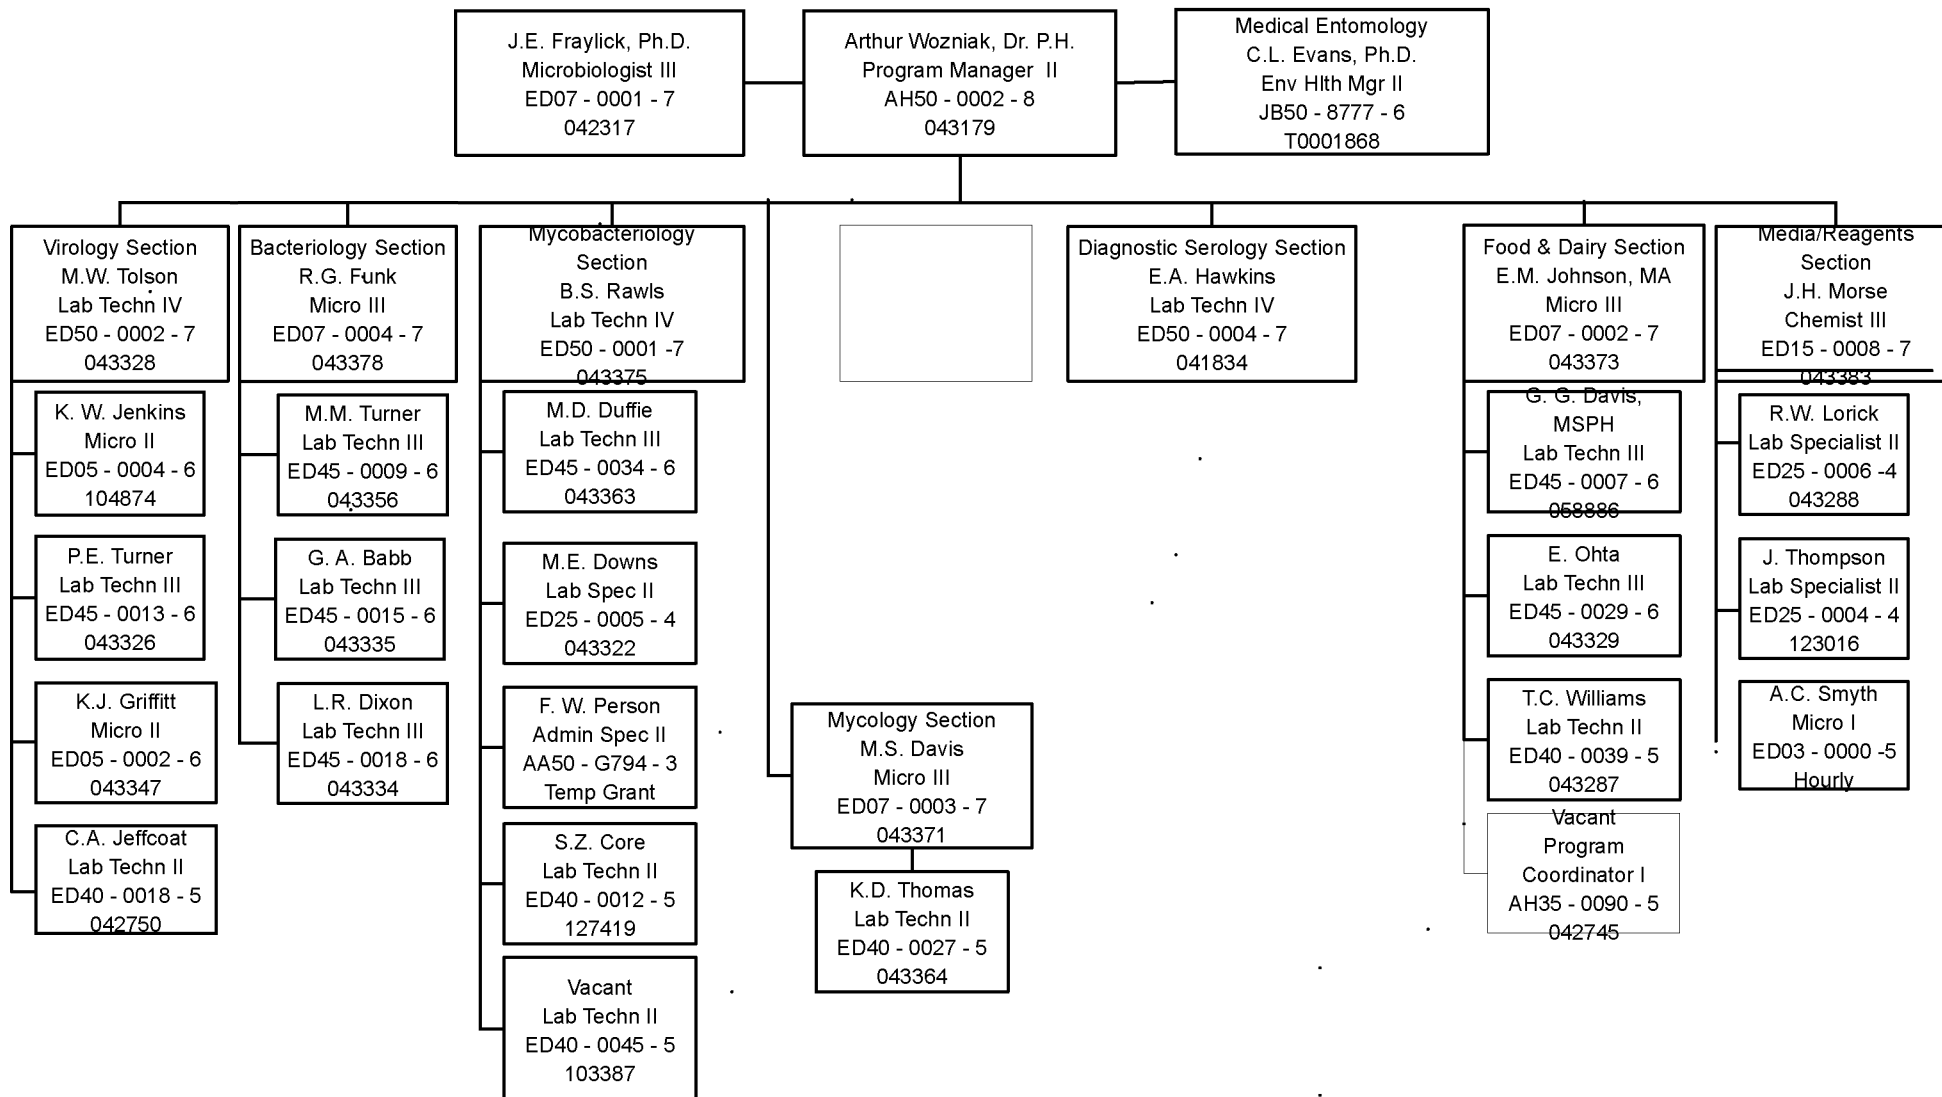 J.E. Fraylick, Ph.D.
Microbiologist III
ED07 - 0001 - 7
042317
Arthur Wozniak, Dr. P.H.
Program Manager II
AH50 - 0002 - 8
043179
Medical Entomology
C.L. Evans, Ph.D.
Env Hlth Mgr II
JB50 - 8777 - 6
T0001868
Virology Section
M.W. Tolson
Lab Techn IV
ED50 - 0002 - 7
043328
K. W. Jenkins
Micro II
ED05 - 0004 - 6
104874
P.E. Turner
Lab Techn III
ED45 - 0013 - 6
043326
K.J. Griffitt
Micro II
ED05 - 0002 - 6
043347
C.A. Jeffcoat
Lab Techn II
ED40 - 0018 - 5
042750
Bacteriology Section
R.G. Funk
Micro III
ED07 - 0004 - 7
043378
M.M. Turner
Lab Techn III
ED45 - 0009 - 6
043356
G. A. Babb
Lab Techn III
ED45 - 0015 - 6
043335
L.R. Dixon
Lab Techn III
ED45 - 0018 - 6
043334
Mycobacteriology
Section
B.S. Rawls
Lab Techn IV
ED50 - 0001 -7
043375
M.D. Duffie
Lab Techn III
ED45 - 0034 - 6
043363
M.E. Downs
Lab Spec II
ED25 - 0005 - 4
043322
F. W. Person
Admin Spec II
AA50 - G794 - 3
Temp Grant
S.Z. Core
Lab Techn II
ED40 - 0012 - 5
127419
Vacant
Lab Techn II
ED40 - 0045 - 5
103387
Mycology Section
M.S. Davis
Micro III
ED07 - 0003 - 7
043371
K.D. Thomas
Lab Techn II
ED40 - 0027 - 5
043364
Diagnostic Serology Section
E.A. Hawkins
Lab Techn IV
ED50 - 0004 - 7
041834
Food & Dairy Section
E.M. Johnson, MA
Micro III
ED07 - 0002 - 7
043373
G. G. Davis,
MSPH
Lab Techn III
ED45 - 0007 - 6
058886
E. Ohta
Lab Techn III
ED45 - 0029 - 6
043329
T.C. Williams
Lab Techn II
ED40 - 0039 - 5
043287
Vacant
Program
Coordinator I
AH35 - 0090 - 5
042745
Media/Reagents
Section
J.H. Morse
Chemist III
ED15 - 0008 - 7
043383
R.W. Lorick
Lab Specialist II
ED25 - 0006 -4
043288
J. Thompson
Lab Specialist II
ED25 - 0004 - 4
123016
A.C. Smyth
Micro I
ED03 - 0000 -5
Hourly